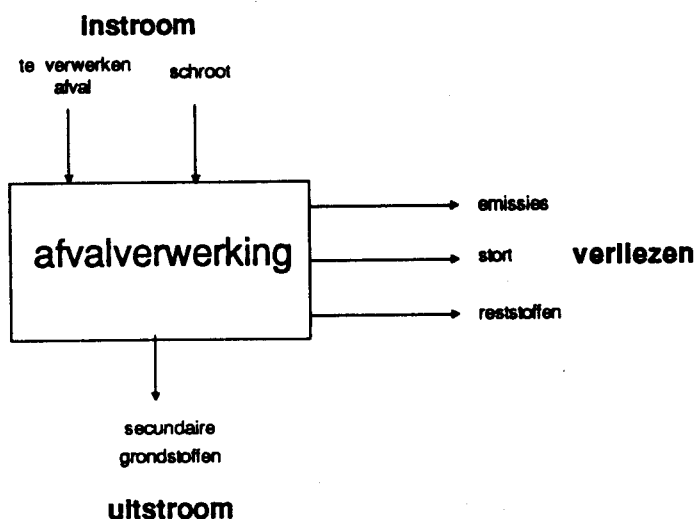 instroom
te verwerken
afval
schroot
afvalverwerking
emissies
stort
verliezen
reststoffen
secundaire
grondstoffen
uitstroom